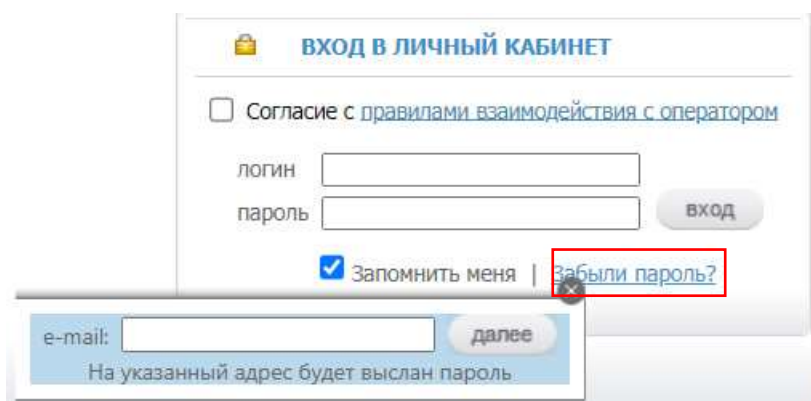 ВХОД В ЛИЧНЫЙ КАБИНЕТ
Согласие с правилами взаимодействия с оператором
логин
пароль
вход
Запомнить меня | Забыли пароль?
e-mail:
далее
На указанный адрес будет выслан пароль